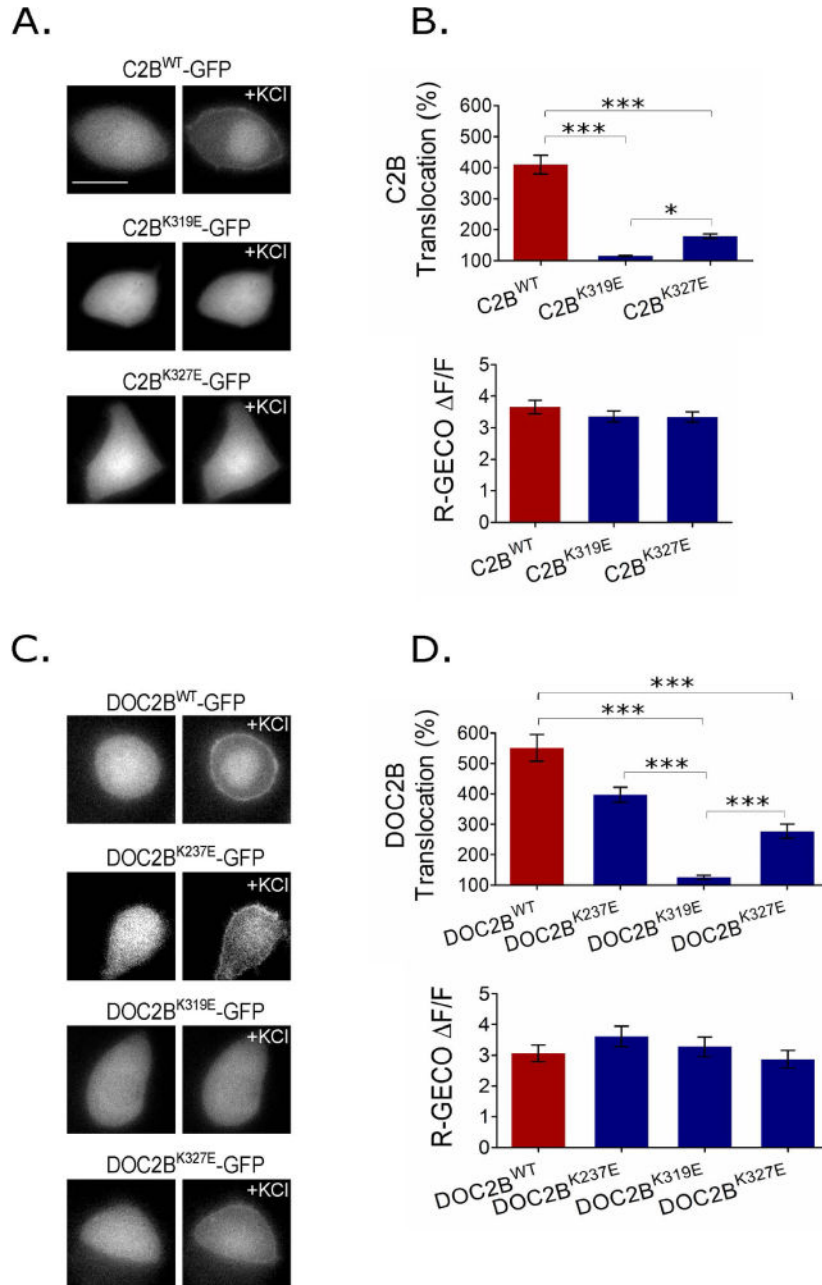 A.
C2B^WT-GFP
+KCl
C2B^K319E-GFP
+KCl
C2B^K327E-GFP
+KCl
B.
C2B
Translocation (%)
600
500
400
300
200
100
***
***
*
C2B^WT
C2B^K319E
C2B^K327E
R-GECO ΔF/F
5
4
3
2
1
0
C2B^WT
C2B^K319E
C2B^K327E
C.
DOC2B^WT-GFP
+KCl
DOC2B^K237E-GFP
+KCl
DOC2B^K319E-GFP
+KCl
DOC2B^K327E-GFP
+KCl
D.
DOC2B
Translocation (%)
600
500
400
300
200
100
***
***
***
***
DOC2B^WT
DOC2B^K237E
DOC2B^K319E
DOC2B^K327E
R-GECO ΔF/F
5
4
3
2
1
0
DOC2B^WT
DOC2B^K237E
DOC2B^K319E
DOC2B^K327E